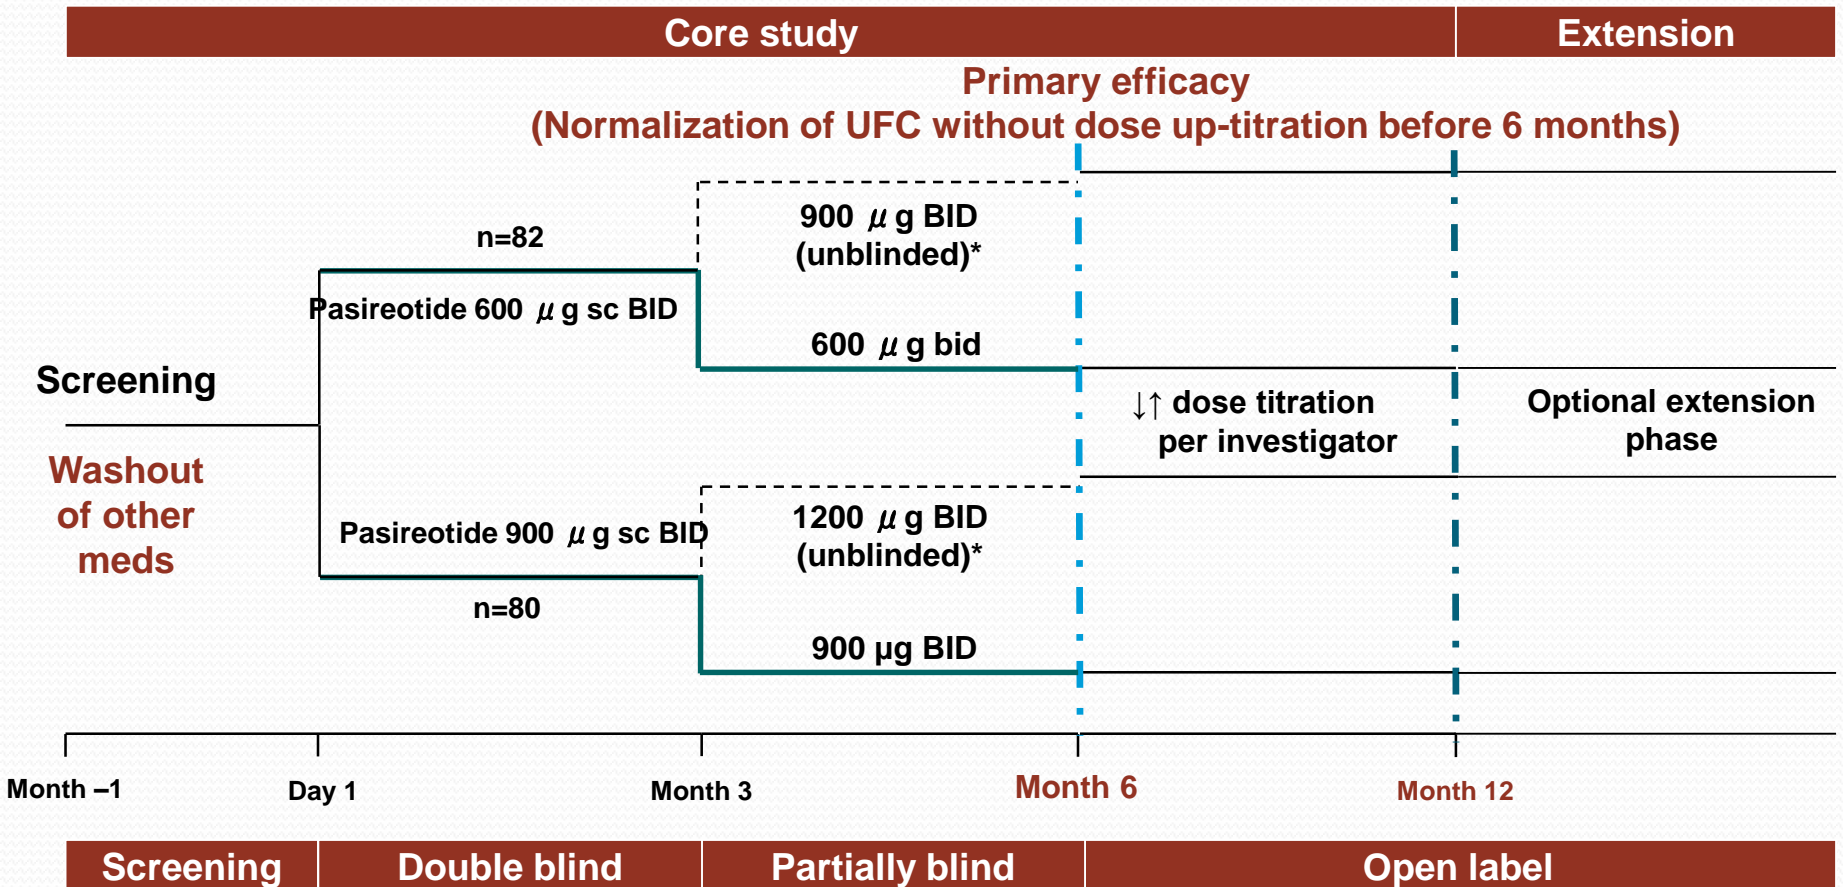 Core study
Extension
Primary efficacy
(Normalization of UFC without dose up-titration before 6 months)
n=82
900 μg BID
(unblinded)*
Pasireotide 600 μg sc BID
600 μg bid
Screening
↓↑ dose titration
per investigator
Optional extension
phase
Washout
of other
meds
Pasireotide 900 μg sc BID
1200 μg BID
(unblinded)*
n=80
900 μg BID
Month –1
Day 1
Month 3
Month 6
Month 12
Screening
Double blind
Partially blind
Open label